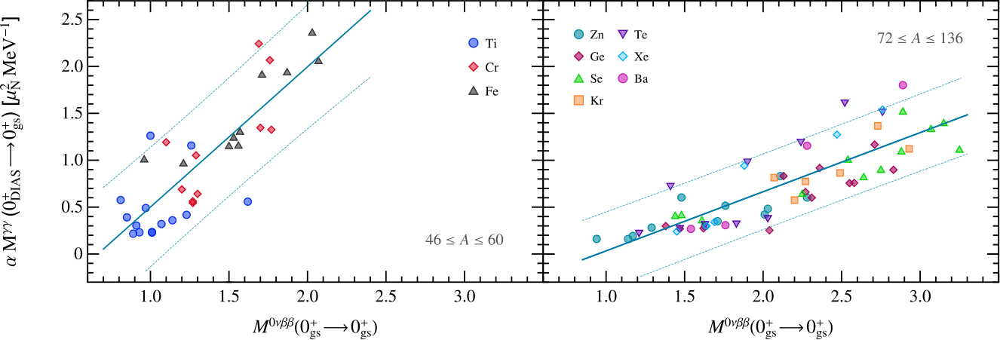 α M^γγ (0⁺_DIAS ⟶ 0⁺_gs) [μ²_N MeV⁻¹]
2.5
2.0
1.5
1.0
0.5
0
Ti
Cr
Fe
46 ≤ A ≤ 60
1.0 1.5 2.0 2.5 3.0
M^0νββ(0⁺_gs ⟶ 0⁺_gs)
Zn Te
Ge Xe
Se Ba
Kr
72 ≤ A ≤ 136
1.0 1.5 2.0 2.5 3.0
M^0νββ(0⁺_gs ⟶ 0⁺_gs)